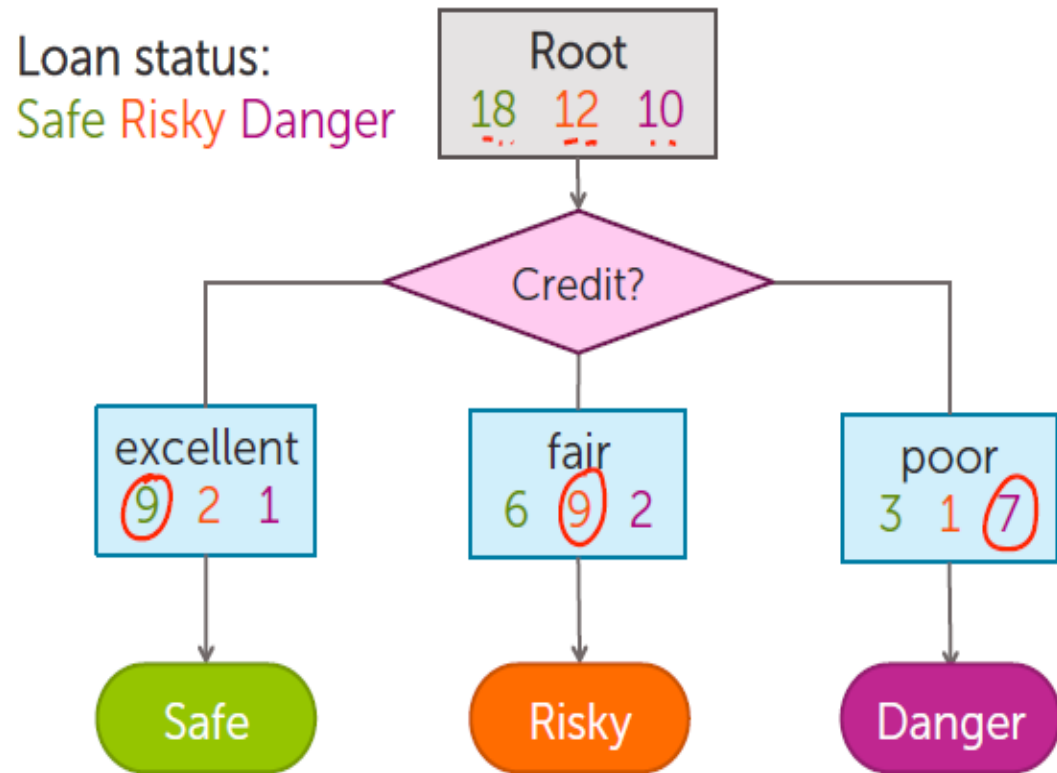 Loan status:
Safe Risky Danger
Root
18 12 10
Credit?
excellent
9 2 1
fair
6 9 2
poor
3 1 7
Safe
Risky
Danger